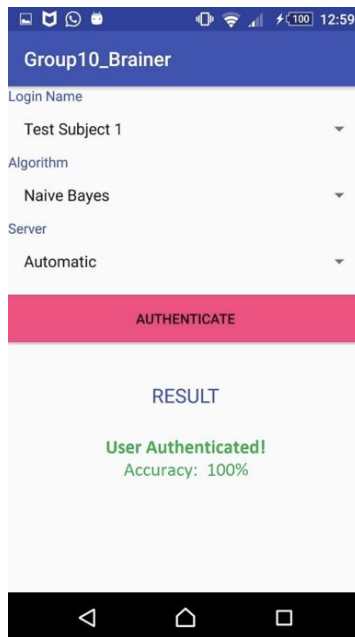 100 12:59
Group10_Brainer
Login Name
Test Subject 1
Algorithm
Naive Bayes
Server
Automatic
AUTHENTICATE
RESULT
User Authenticated!
Accuracy: 100%